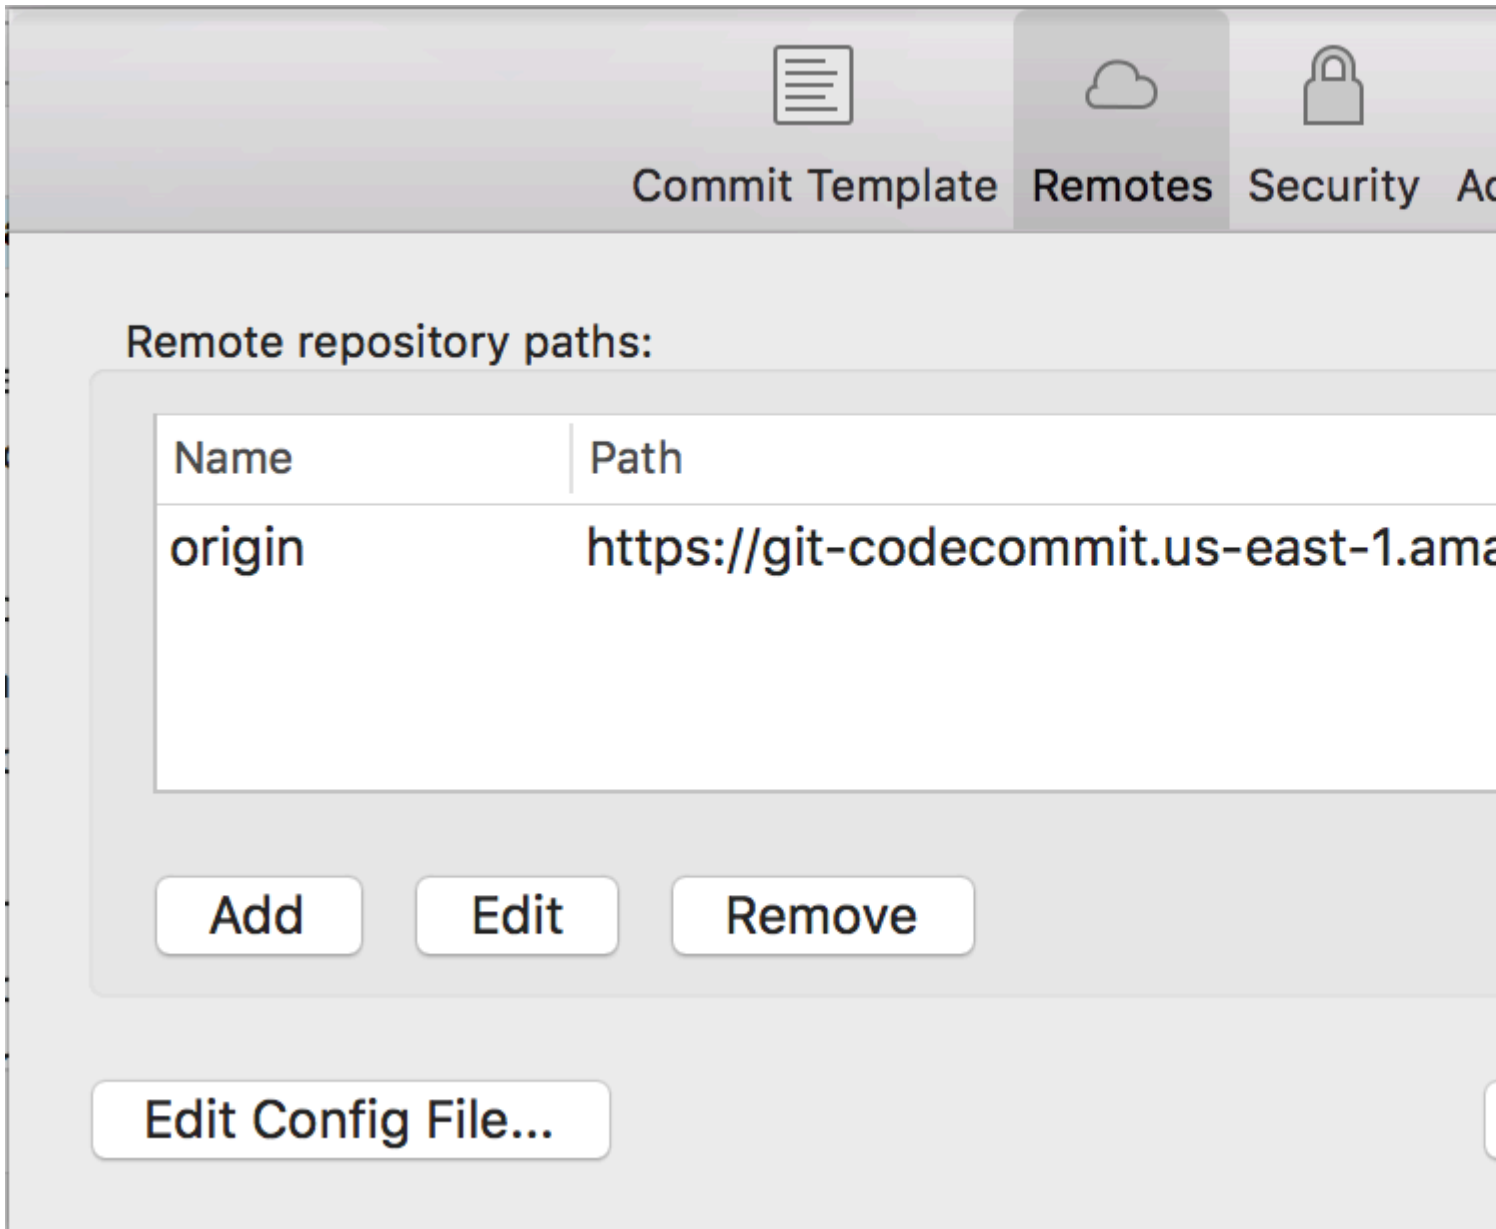 Commit Template Remotes Security
Remote repository paths:
Name Path
origin https://git-codecommit.us-east-1.ama
Add Edit Remove
Edit Config File...